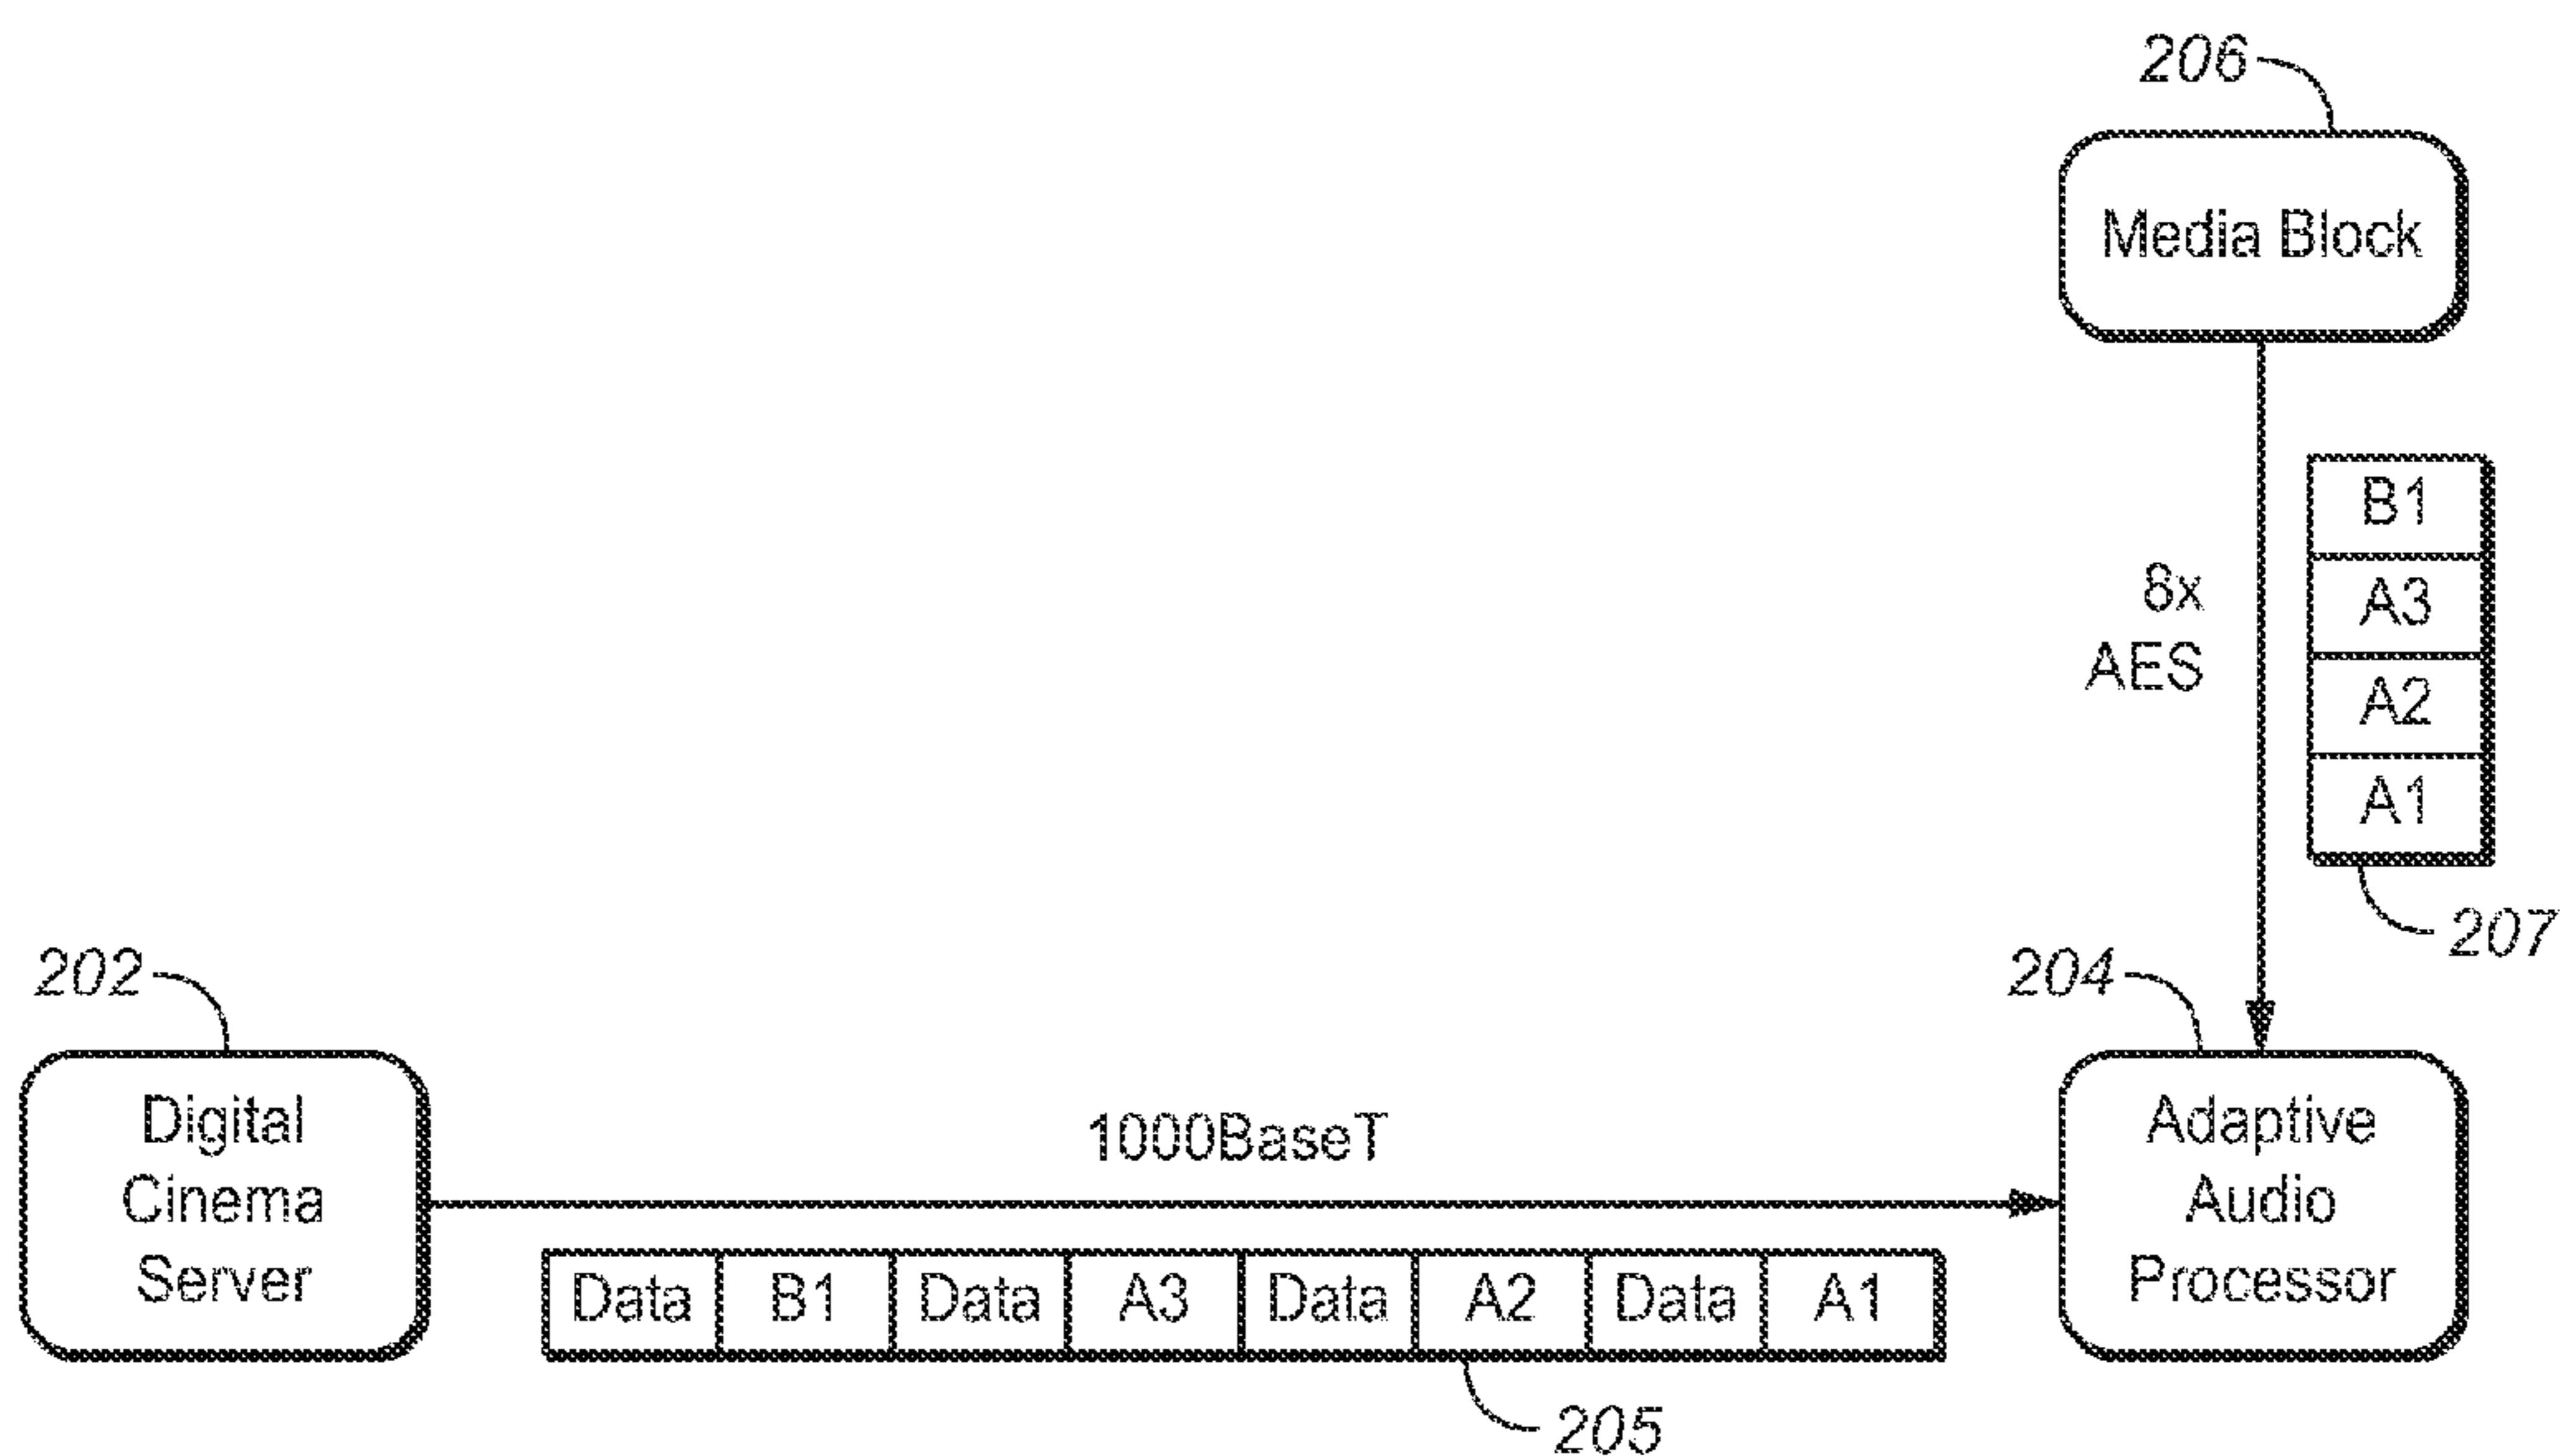 206
Media Block
B1
8x
A3
AES
A2
A1
207
202
204
Digital
Cinema
Server
1000BaseT
Adaptive
Audio
Processor
Data B1 Data A3 Data A2 Data A1
205